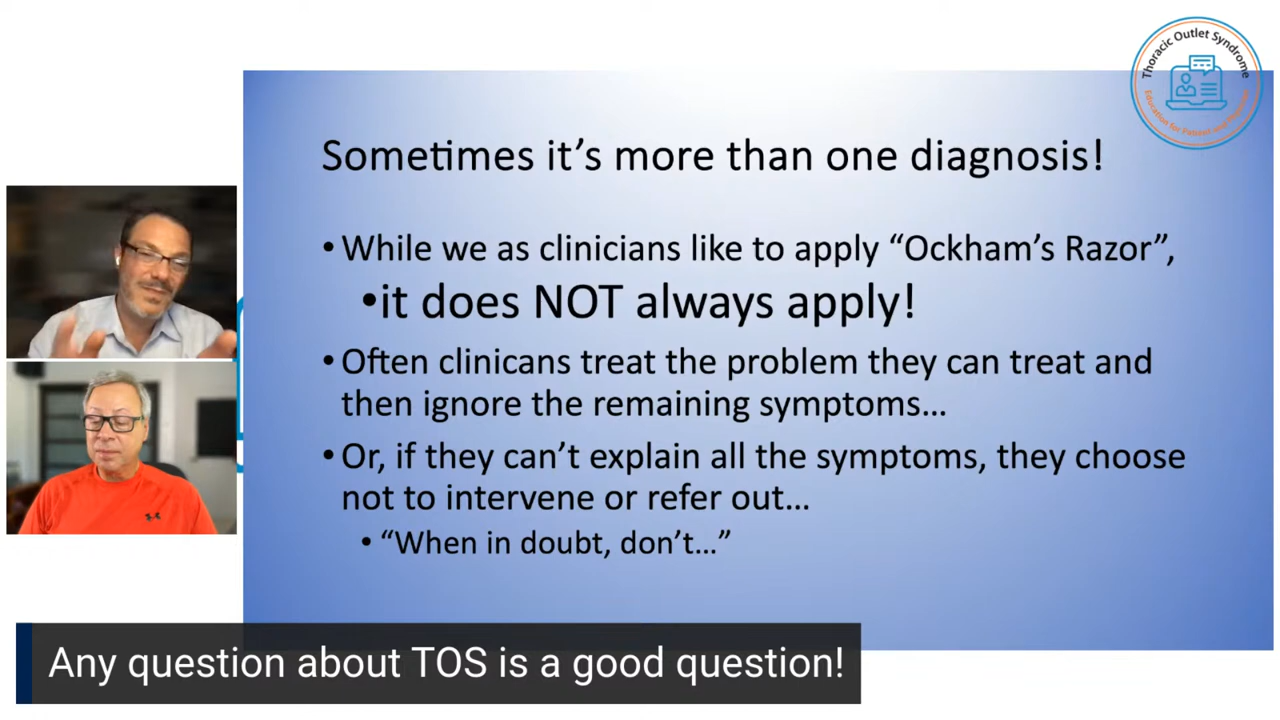 Thoracic Outlet Syndrome
Sometimes it's more than one diagnosis!
• While we as clinicians like to apply “Ockham's Razor”,
•it does NOT always apply!
• Often clinicans treat the problem they can treat and
then ignore the remaining symptoms...
• Or, if they can't explain all the symptoms, they choose
not to intervene or refer out...
• “When in doubt, don't...”
Any question about TOS is a good question!